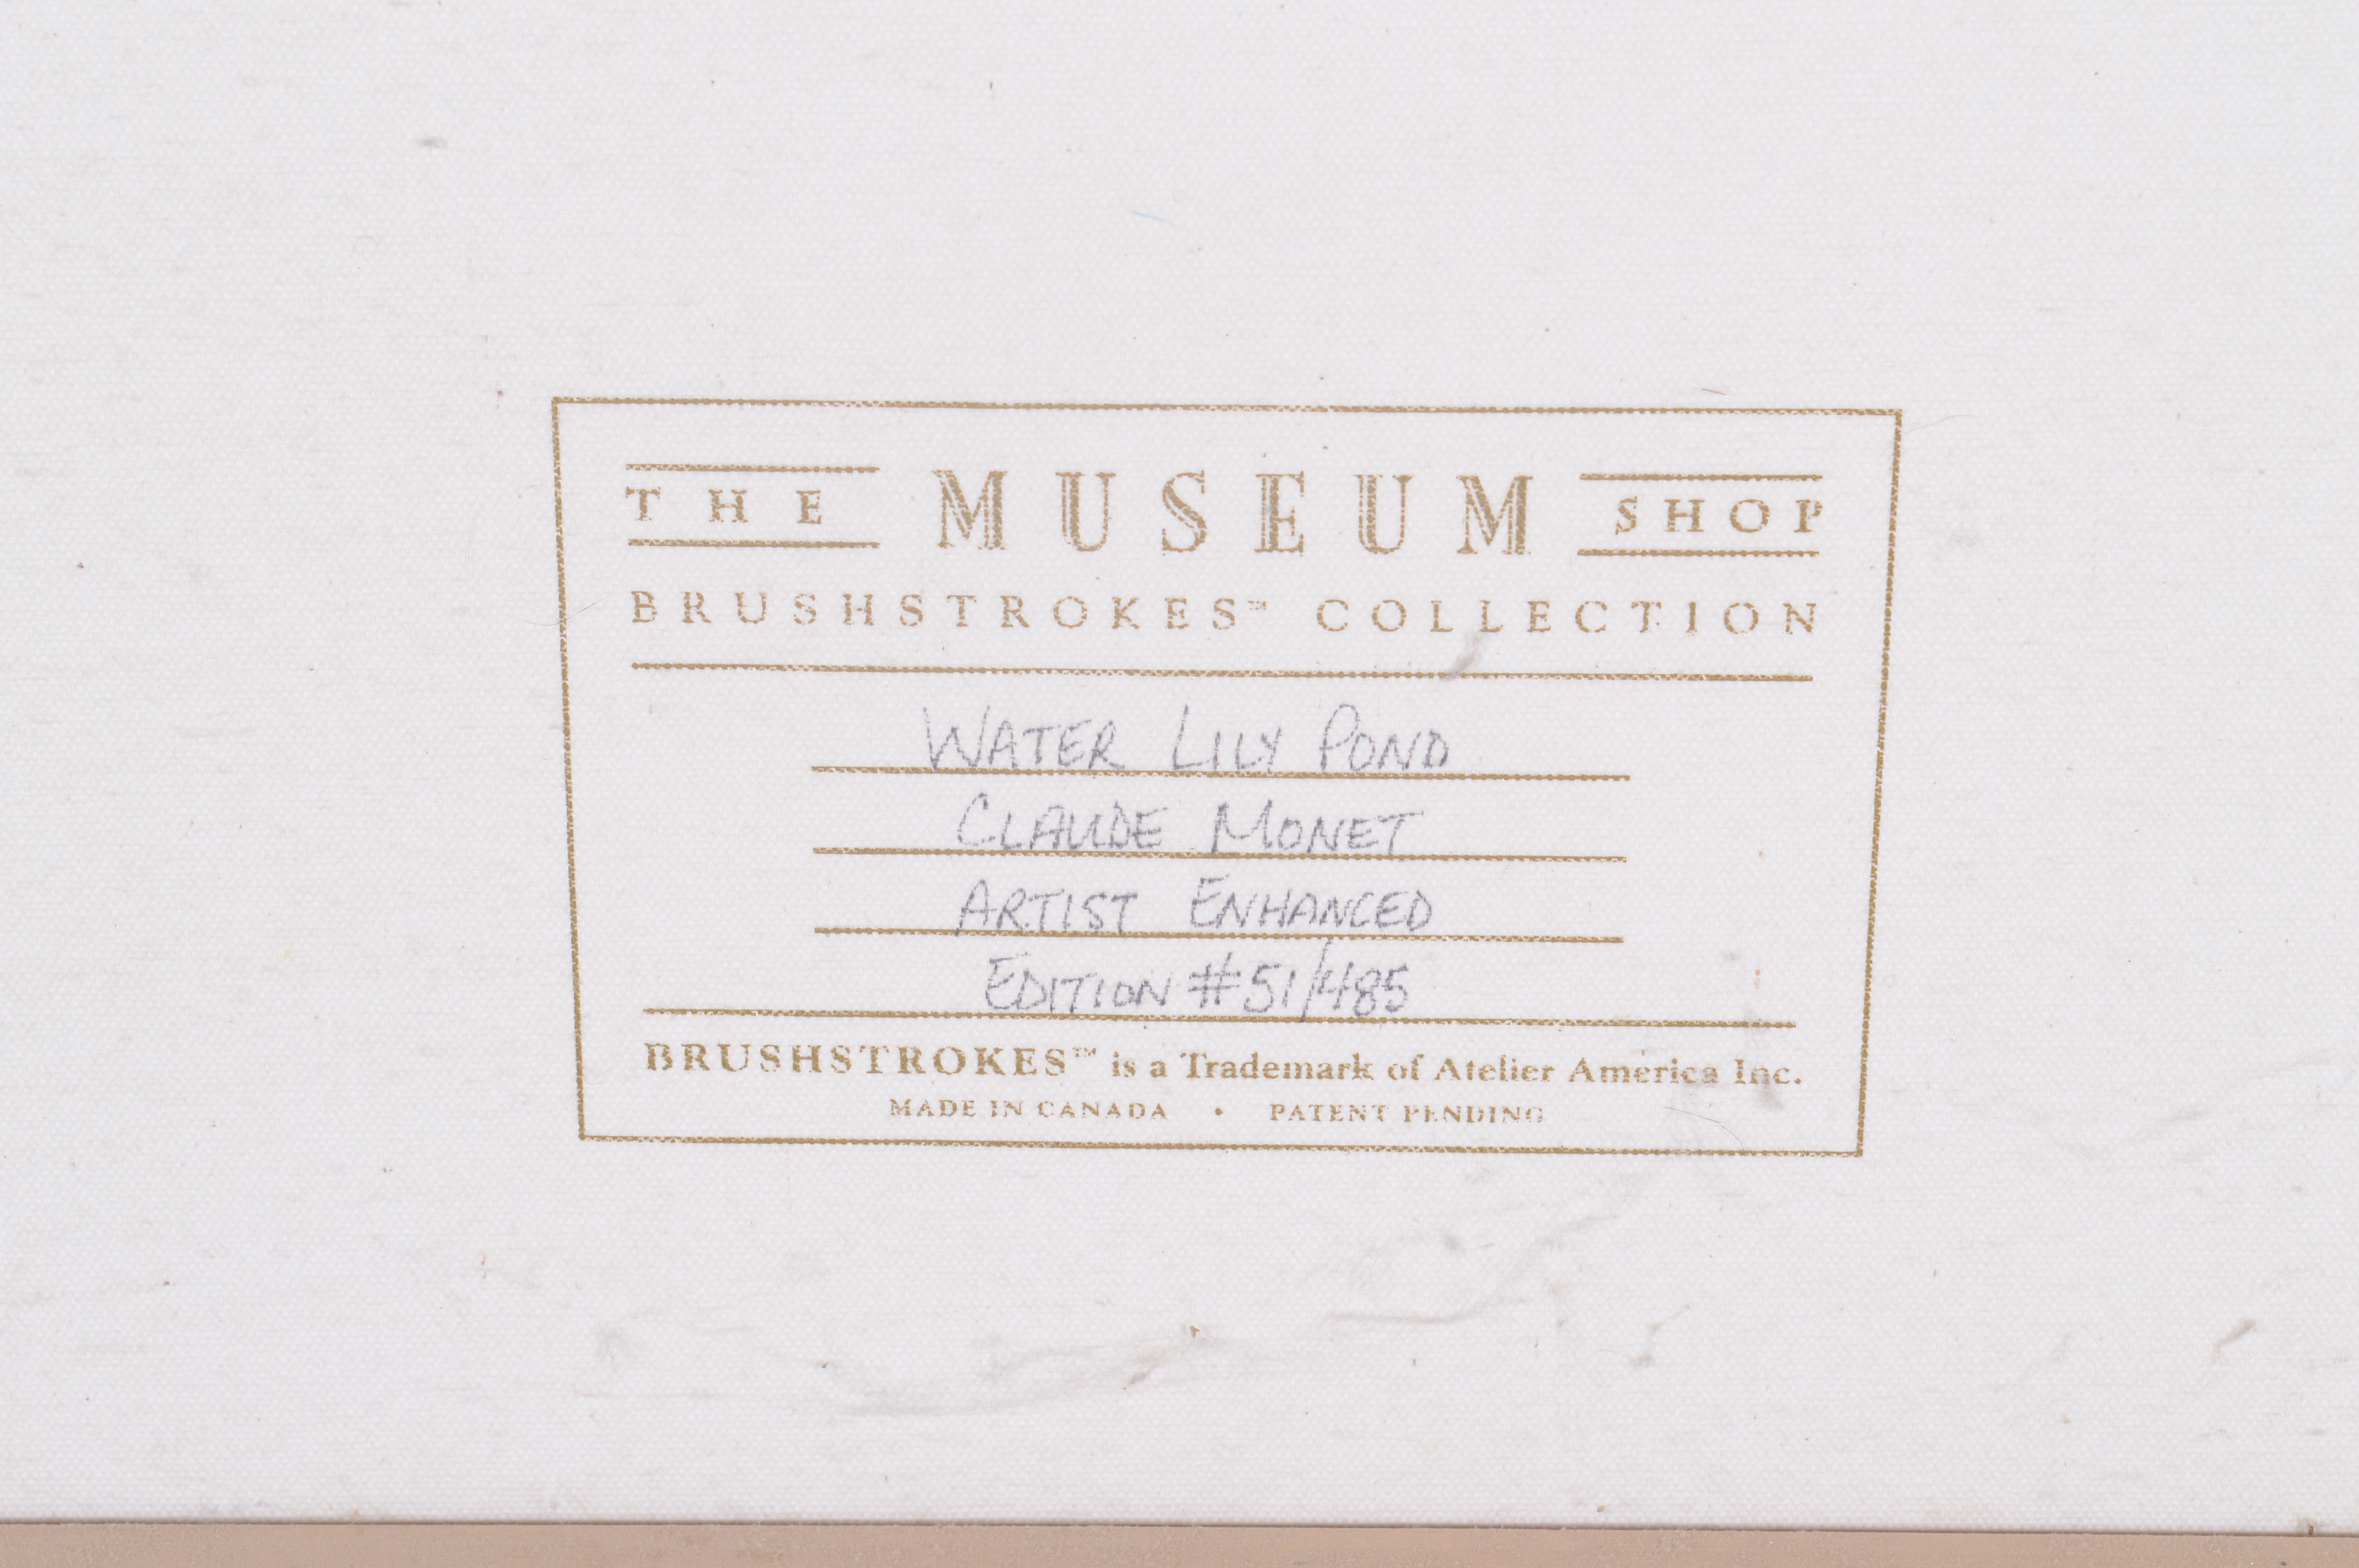 THE MUSEUM SHOP
BRUSHSTROKES™ COLLECTION
WATER LILY POND
CLAUDE MONET
ARTIST ENHANCED
EDITION #51/485
BRUSHSTROKES™ is a Trademark of Atelier America Inc.
MADE IN CANADA • PATENT PENDING